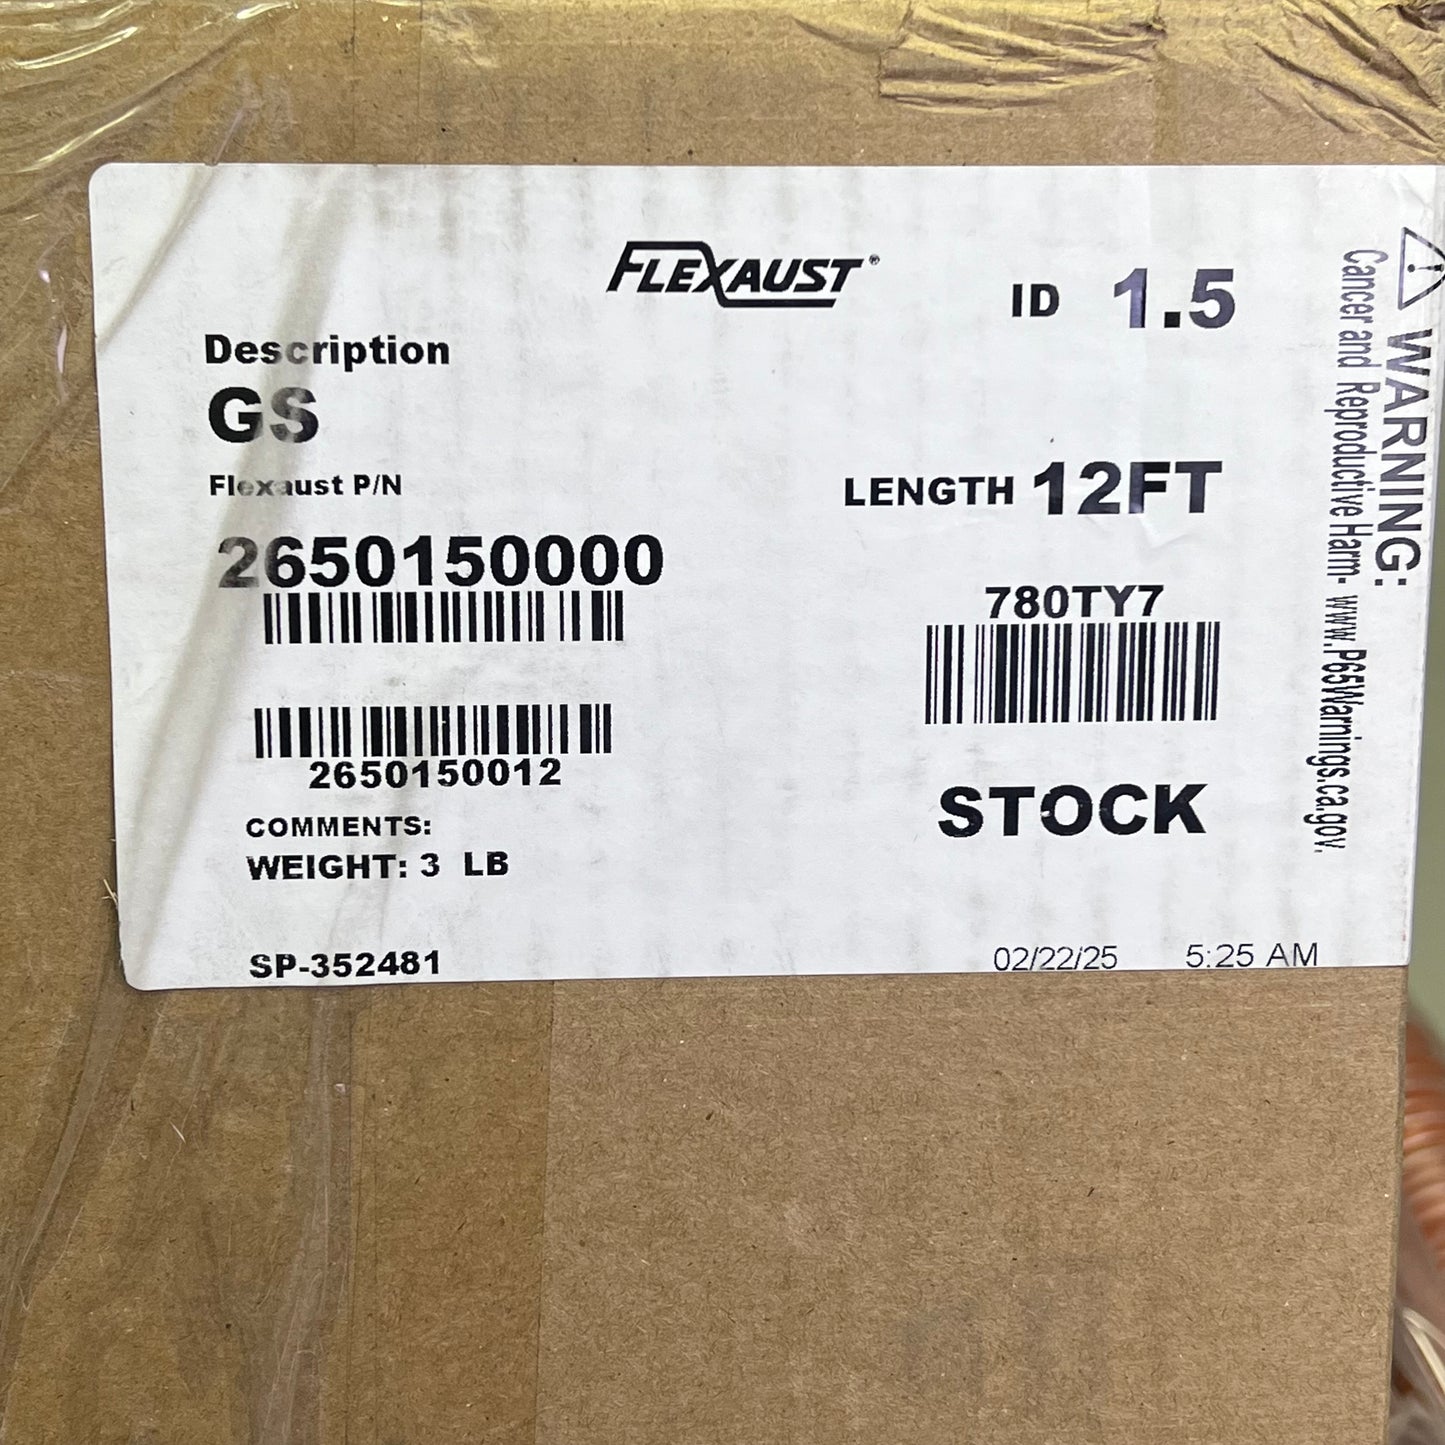 FLEXAUST®
ID 1.5
Description
GS
Flexaust P/N
LENGTH 12FT
2650150000
780TY7
2650150012
STOCK
COMMENTS:
WEIGHT: 3 LB
SP-352481
02/22/25 5:25 AM
WARNING:
Cancer and Reproductive Harm- www.P65Warnings.ca.gov.